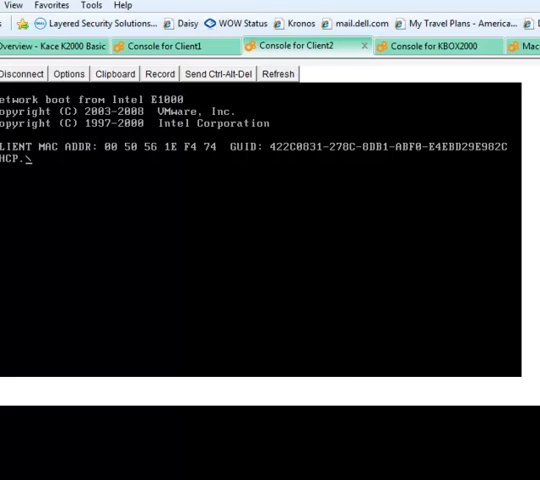 View Favorites Tools Help
Layered Security Solutions... Daisy WOW Status Kronos mail.dell.com My Travel Plans - America... D
Overview - Kace K2000 Basic Console for Client1 Console for Client2 x Console for KBOX2000 Mac
Disconnect Options Clipboard Record Send Ctrl-Alt-Del Refresh
etwork boot from Intel E1000
opyright (C) 2003-2008 VMware, Inc.
opyright (C) 1997-2000 Intel Corporation
LIENT MAC ADDR: 00 50 56 1E F4 74 GUID: 422C0831-278C-8DB1-ABF0-E4EBD29E982C
HCP.\